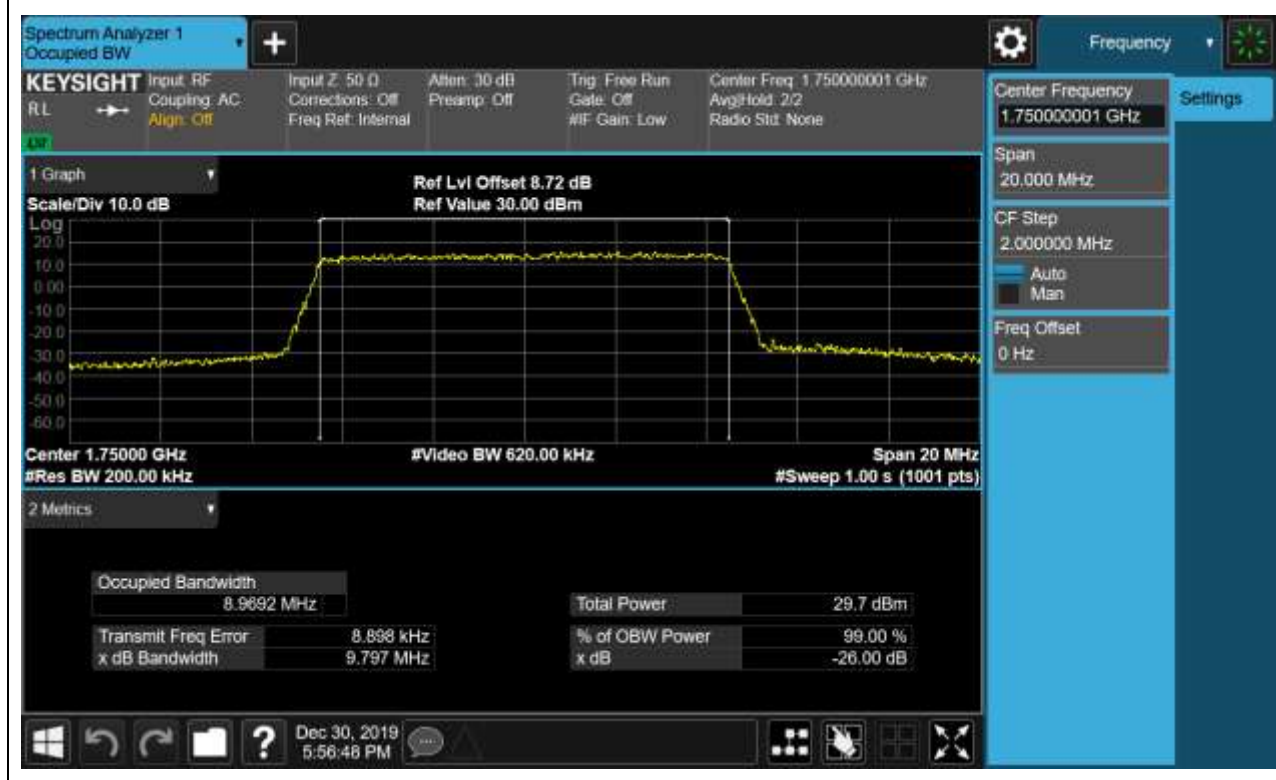 Spectrum Analyzer 1
Occupied BW
+
Frequency
KEYSIGHT
RL
Input: RF
Coupling: AC
Align: Off
Input Z: 50 Ω
Corrections: Off
Freq Ref: Internal
Atten: 30 dB
Preamp: Off
Trig: Free Run
Gate: Off
#IF Gain: Low
Center Freq: 1.750000001 GHz
Avg|Hold: 2/2
Radio Std: None
Center Frequency
1.750000001 GHz
Settings
Span
20.000 MHz
CF Step
2.000000 MHz
Auto
Man
Freq Offset
0 Hz
1 Graph
Scale/Div 10.0 dB
Ref Lvl Offset 8.72 dB
Ref Value 30.00 dBm
Log
20.0
10.0
0.00
-10.0
-20.0
-30.0
-40.0
-50.0
-60.0
Center 1.75000 GHz
#Video BW 620.00 kHz
Span 20 MHz
#Res BW 200.00 kHz
#Sweep 1.00 s (1001 pts)
2 Metrics
Occupied Bandwidth
8.9692 MHz
Total Power 29.7 dBm
Transmit Freq Error 8.898 kHz
% of OBW Power 99.00 %
x dB Bandwidth 9.797 MHz
x dB -26.00 dB
?
Dec 30, 2019
5:56:48 PM